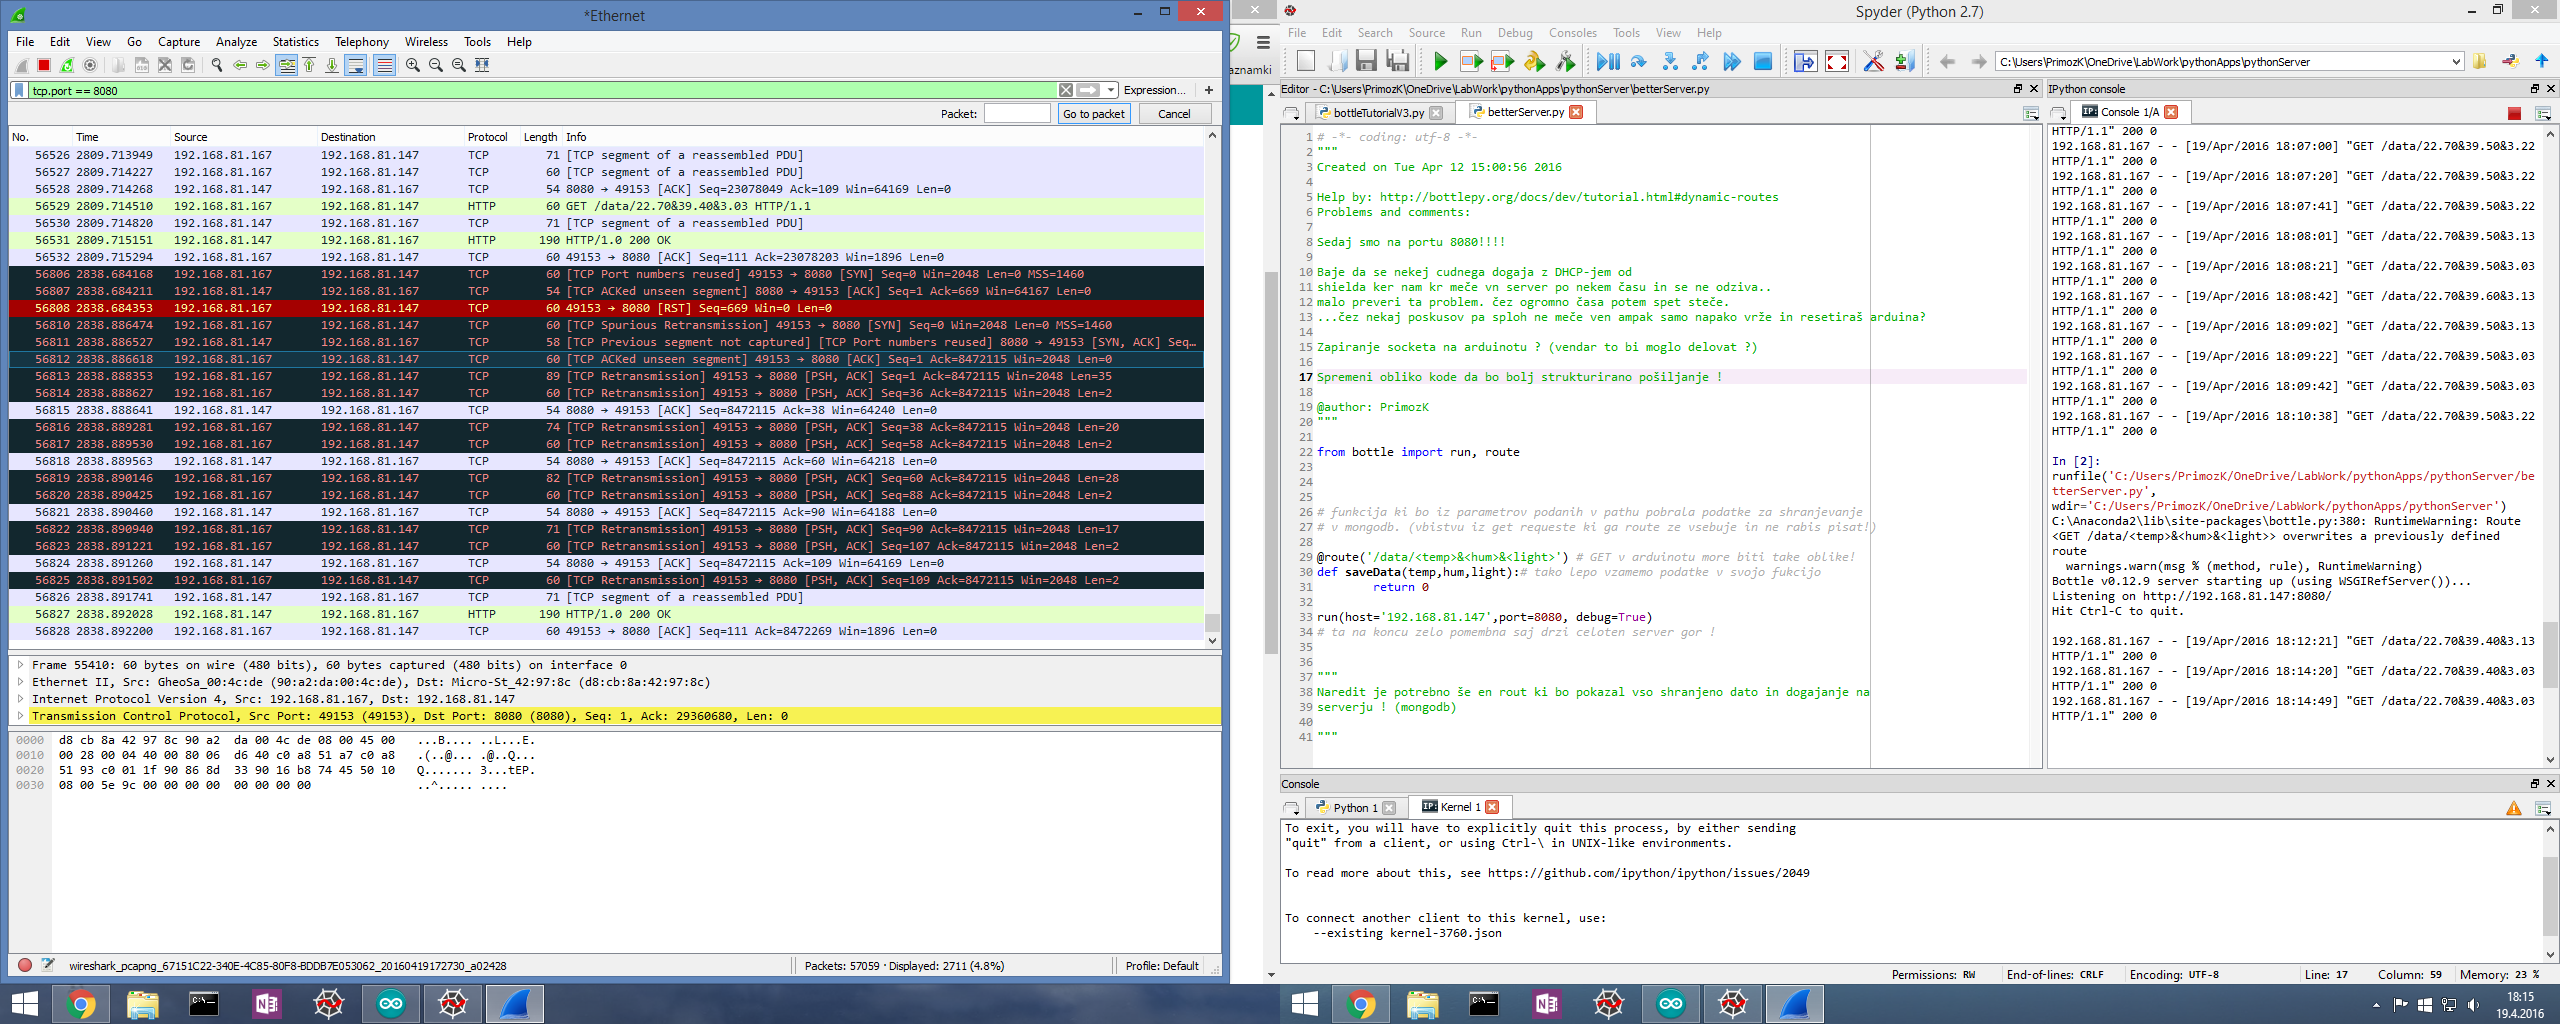 *Ethernet
File Edit View Go Capture Analyze Statistics Telephony Wireless Tools Help
tcp.port == 8080
Expression...
Packet: Go to packet Cancel
No. Time Source Destination Protocol Length Info
56526 2809.713949 192.168.81.167 192.168.81.147 TCP 71 [TCP segment of a reassembled PDU]
56527 2809.714227 192.168.81.167 192.168.81.147 TCP 60 [TCP segment of a reassembled PDU]
56528 2809.714268 192.168.81.147 192.168.81.167 TCP 54 8080 → 49153 [ACK] Seq=23078049 Ack=109 Win=64169 Len=0
56529 2809.714510 192.168.81.167 192.168.81.147 HTTP 60 GET /data/22.70&39.40&3.03 HTTP/1.1
56530 2809.714820 192.168.81.147 192.168.81.167 TCP 71 [TCP segment of a reassembled PDU]
56531 2809.715151 192.168.81.147 192.168.81.167 HTTP 190 HTTP/1.0 200 OK
56532 2809.715294 192.168.81.167 192.168.81.147 TCP 60 49153 → 8080 [ACK] Seq=111 Ack=23078203 Win=1896 Len=0
56806 2838.684168 192.168.81.167 192.168.81.147 TCP 60 [TCP Port numbers reused] 49153 → 8080 [SYN] Seq=0 Win=2048 Len=0 MSS=1460
56807 2838.684211 192.168.81.147 192.168.81.167 TCP 54 [TCP ACKed unseen segment] 8080 → 49153 [ACK] Seq=1 Ack=669 Win=64167 Len=0
56808 2838.684353 192.168.81.167 192.168.81.147 TCP 60 49153 → 8080 [RST] Seq=669 Win=0 Len=0
56810 2838.886474 192.168.81.167 192.168.81.147 TCP 60 [TCP Spurious Retransmission] 49153 → 8080 [SYN] Seq=0 Win=2048 Len=0 MSS=1460
56811 2838.886527 192.168.81.147 192.168.81.167 TCP 58 [TCP Previous segment not captured] [TCP Port numbers reused] 8080 → 49153 [SYN, ACK] Seq…
56812 2838.886618 192.168.81.167 192.168.81.147 TCP 60 [TCP ACKed unseen segment] 49153 → 8080 [ACK] Seq=1 Ack=8472115 Win=2048 Len=0
56813 2838.888353 192.168.81.167 192.168.81.147 TCP 89 [TCP Retransmission] 49153 → 8080 [PSH, ACK] Seq=1 Ack=8472115 Win=2048 Len=35
56814 2838.888627 192.168.81.167 192.168.81.147 TCP 60 [TCP Retransmission] 49153 → 8080 [PSH, ACK] Seq=36 Ack=8472115 Win=2048 Len=2
56815 2838.888641 192.168.81.147 192.168.81.167 TCP 54 8080 → 49153 [ACK] Seq=8472115 Ack=38 Win=64240 Len=0
56816 2838.889281 192.168.81.167 192.168.81.147 TCP 74 [TCP Retransmission] 49153 → 8080 [PSH, ACK] Seq=38 Ack=8472115 Win=2048 Len=20
56817 2838.889530 192.168.81.167 192.168.81.147 TCP 60 [TCP Retransmission] 49153 → 8080 [PSH, ACK] Seq=58 Ack=8472115 Win=2048 Len=2
56818 2838.889563 192.168.81.147 192.168.81.167 TCP 54 8080 → 49153 [ACK] Seq=8472115 Ack=60 Win=64218 Len=0
56819 2838.890146 192.168.81.167 192.168.81.147 TCP 82 [TCP Retransmission] 49153 → 8080 [PSH, ACK] Seq=60 Ack=8472115 Win=2048 Len=28
56820 2838.890425 192.168.81.167 192.168.81.147 TCP 60 [TCP Retransmission] 49153 → 8080 [PSH, ACK] Seq=88 Ack=8472115 Win=2048 Len=2
56821 2838.890460 192.168.81.147 192.168.81.167 TCP 54 8080 → 49153 [ACK] Seq=8472115 Ack=90 Win=64188 Len=0
56822 2838.890940 192.168.81.167 192.168.81.147 TCP 71 [TCP Retransmission] 49153 → 8080 [PSH, ACK] Seq=90 Ack=8472115 Win=2048 Len=17
56823 2838.891221 192.168.81.167 192.168.81.147 TCP 60 [TCP Retransmission] 49153 → 8080 [PSH, ACK] Seq=107 Ack=8472115 Win=2048 Len=2
56824 2838.891260 192.168.81.147 192.168.81.167 TCP 54 8080 → 49153 [ACK] Seq=8472115 Ack=109 Win=64169 Len=0
56825 2838.891502 192.168.81.167 192.168.81.147 TCP 60 [TCP Retransmission] 49153 → 8080 [PSH, ACK] Seq=109 Ack=8472115 Win=2048 Len=2
56826 2838.891741 192.168.81.147 192.168.81.167 TCP 71 [TCP segment of a reassembled PDU]
56827 2838.892028 192.168.81.147 192.168.81.167 HTTP 190 HTTP/1.0 200 OK
56828 2838.892200 192.168.81.167 192.168.81.147 TCP 60 49153 → 8080 [ACK] Seq=111 Ack=8472269 Win=1896 Len=0
Frame 55410: 60 bytes on wire (480 bits), 60 bytes captured (480 bits) on interface 0
Ethernet II, Src: GheoSa_00:4c:de (90:a2:da:00:4c:de), Dst: Micro-St_42:97:8c (d8:cb:8a:42:97:8c)
Internet Protocol Version 4, Src: 192.168.81.167, Dst: 192.168.81.147
Transmission Control Protocol, Src Port: 49153 (49153), Dst Port: 8080 (8080), Seq: 1, Ack: 29360680, Len: 0
0000 d8 cb 8a 42 97 8c 90 a2 da 00 4c de 08 00 45 00 ...B.... ..L...E.
0010 00 28 00 04 40 00 80 06 d6 40 c0 a8 51 a7 c0 a8 .(..@... .@..Q...
0020 51 93 c0 01 1f 90 86 8d 33 90 16 b8 74 45 50 10 Q....... 3...tEP.
0030 08 00 5e 9c 00 00 00 00 00 00 00 00 ..^..... ....
wireshark_pcapng_67151C22-340E-4C85-80F8-BDDB7E053062_20160419172730_a02428
Packets: 57059 · Displayed: 2711 (4.8%)
Profile: Default
aznamki
Spyder (Python 2.7)
File Edit Search Source Run Debug Consoles Tools View Help
C:\Users\PrimozK\OneDrive\LabWork\pythonApps\pythonServer
Editor - C:\Users\PrimozK\OneDrive\LabWork\pythonApps\pythonServer\betterServer.py
bottleTutorialV3.py betterServer.py
1 # -*- coding: utf-8 -*-
2 """
3 Created on Tue Apr 12 15:00:56 2016
4
5 Help by: http://bottlepy.org/docs/dev/tutorial.html#dynamic-routes
6 Problems and comments:
7
8 Sedaj smo na portu 8080!!!!
9
10 Baje da se nekej cudnega dogaja z DHCP-jem od
11 shielda ker nam kr meče vn server po nekem času in se ne odziva..
12 malo preveri ta problem. čez ogromno časa potem spet steče.
13 ...čez nekaj poskusov pa sploh ne meče ven ampak samo napako vrže in resetiraš arduina?
14
15 Zapiranje socketa na arduinotu ? (vendar to bi moglo delovat ?)
16
17 Spremeni obliko kode da bo bolj strukturirano pošiljanje !
18
19 @author: PrimozK
20 """
21
22 from bottle import run, route
23
24
25
26 # funkcija ki bo iz parametrov podanih v pathu pobrala podatke za shranjevanje
27 # v mongodb. (vbistvu iz get requeste ki ga route ze vsebuje in ne rabis pisat!)
28
29 @route('/data/<temp>&<hum>&<light>') # GET v arduinotu more biti take oblike!
30 def saveData(temp,hum,light):# tako lepo vzamemo podatke v svojo fukcijo
31 return 0
32
33 run(host='192.168.81.147',port=8080, debug=True)
34 # ta na koncu zelo pomembna saj drzi celoten server gor !
35
36
37 """
38 Naredit je potrebno še en rout ki bo pokazal vso shranjeno dato in dogajanje na
39 serverju ! (mongodb)
40
41 """
IPython console
Console 1/A
HTTP/1.1" 200 0
192.168.81.167 - - [19/Apr/2016 18:07:00] "GET /data/22.70&39.50&3.22
HTTP/1.1" 200 0
192.168.81.167 - - [19/Apr/2016 18:07:20] "GET /data/22.70&39.50&3.22
HTTP/1.1" 200 0
192.168.81.167 - - [19/Apr/2016 18:07:41] "GET /data/22.70&39.50&3.22
HTTP/1.1" 200 0
192.168.81.167 - - [19/Apr/2016 18:08:01] "GET /data/22.70&39.50&3.13
HTTP/1.1" 200 0
192.168.81.167 - - [19/Apr/2016 18:08:21] "GET /data/22.70&39.50&3.03
HTTP/1.1" 200 0
192.168.81.167 - - [19/Apr/2016 18:08:42] "GET /data/22.70&39.60&3.13
HTTP/1.1" 200 0
192.168.81.167 - - [19/Apr/2016 18:09:02] "GET /data/22.70&39.50&3.13
HTTP/1.1" 200 0
192.168.81.167 - - [19/Apr/2016 18:09:22] "GET /data/22.70&39.50&3.03
HTTP/1.1" 200 0
192.168.81.167 - - [19/Apr/2016 18:09:42] "GET /data/22.70&39.50&3.03
HTTP/1.1" 200 0
192.168.81.167 - - [19/Apr/2016 18:10:38] "GET /data/22.70&39.50&3.22
HTTP/1.1" 200 0
In [2]:
runfile('C:/Users/PrimozK/OneDrive/LabWork/pythonApps/pythonServer/be
tterServer.py',
wdir='C:/Users/PrimozK/OneDrive/LabWork/pythonApps/pythonServer')
C:\Anaconda2\lib\site-packages\bottle.py:380: RuntimeWarning: Route
<GET /data/<temp>&<hum>&<light>> overwrites a previously defined
route
warnings.warn(msg % (method, rule), RuntimeWarning)
Bottle v0.12.9 server starting up (using WSGIRefServer())...
Listening on http://192.168.81.147:8080/
Hit Ctrl-C to quit.
192.168.81.167 - - [19/Apr/2016 18:12:21] "GET /data/22.70&39.40&3.13
HTTP/1.1" 200 0
192.168.81.167 - - [19/Apr/2016 18:14:20] "GET /data/22.70&39.40&3.03
HTTP/1.1" 200 0
192.168.81.167 - - [19/Apr/2016 18:14:49] "GET /data/22.70&39.40&3.03
HTTP/1.1" 200 0
Console
Python 1 Kernel 1
To exit, you will have to explicitly quit this process, by either sending
"quit" from a client, or using Ctrl-\ in UNIX-like environments.
To read more about this, see https://github.com/ipython/ipython/issues/2049
To connect another client to this kernel, use:
--existing kernel-3760.json
Permissions: RW End-of-lines: CRLF Encoding: UTF-8 Line: 17 Column: 59 Memory: 23 %
18:15
19.4.2016